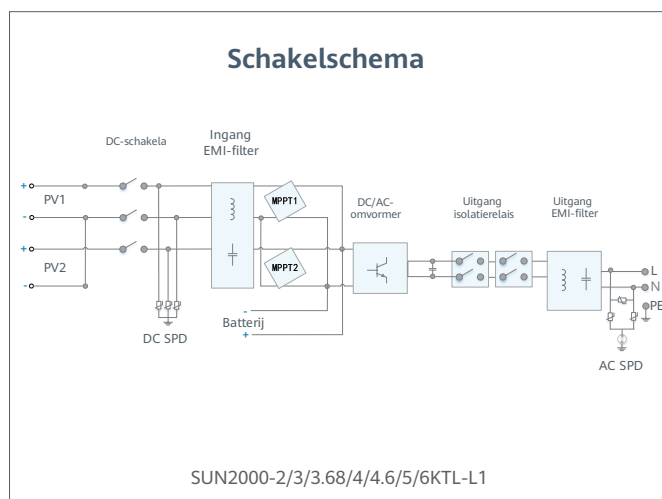 Schakelschema
DC-schakela
Ingang
EMI-filter
DC/AC-
omvormer
Uitgang
isolatierelais
Uitgang
EMI-filter
+
PV1
-
+
PV2
-
MPPT1
MPPT2
-
Batterij
+
DC SPD
L
N
PE
AC SPD
SUN2000-2/3/3.68/4/4.6/5/6KTL-L1